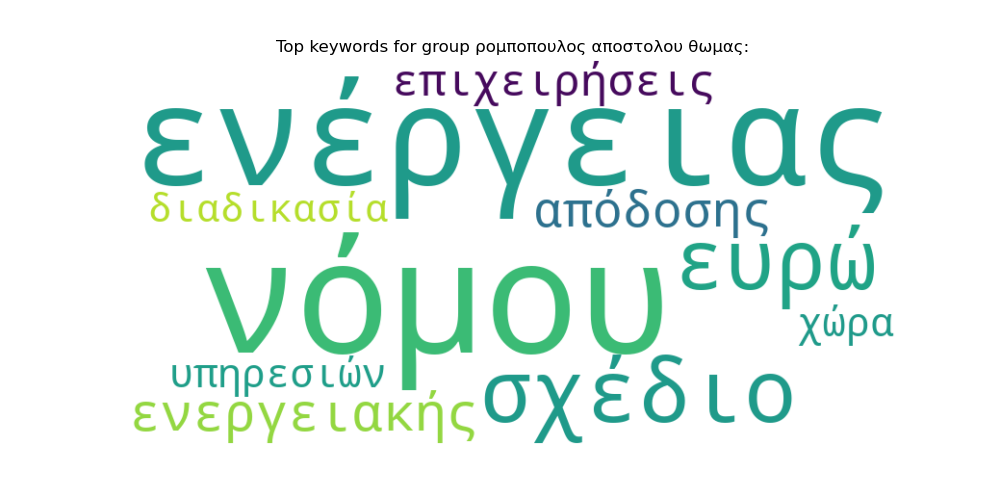 Top keywords for group ρομποπουλος αποστολου θωμας:
επιχειρήσεις
ενέργειας
διαδικασία
απόδοσης
νόμου
ευρώ
χώρα
υπηρεσιών
σχέδιο
ενεργειακής